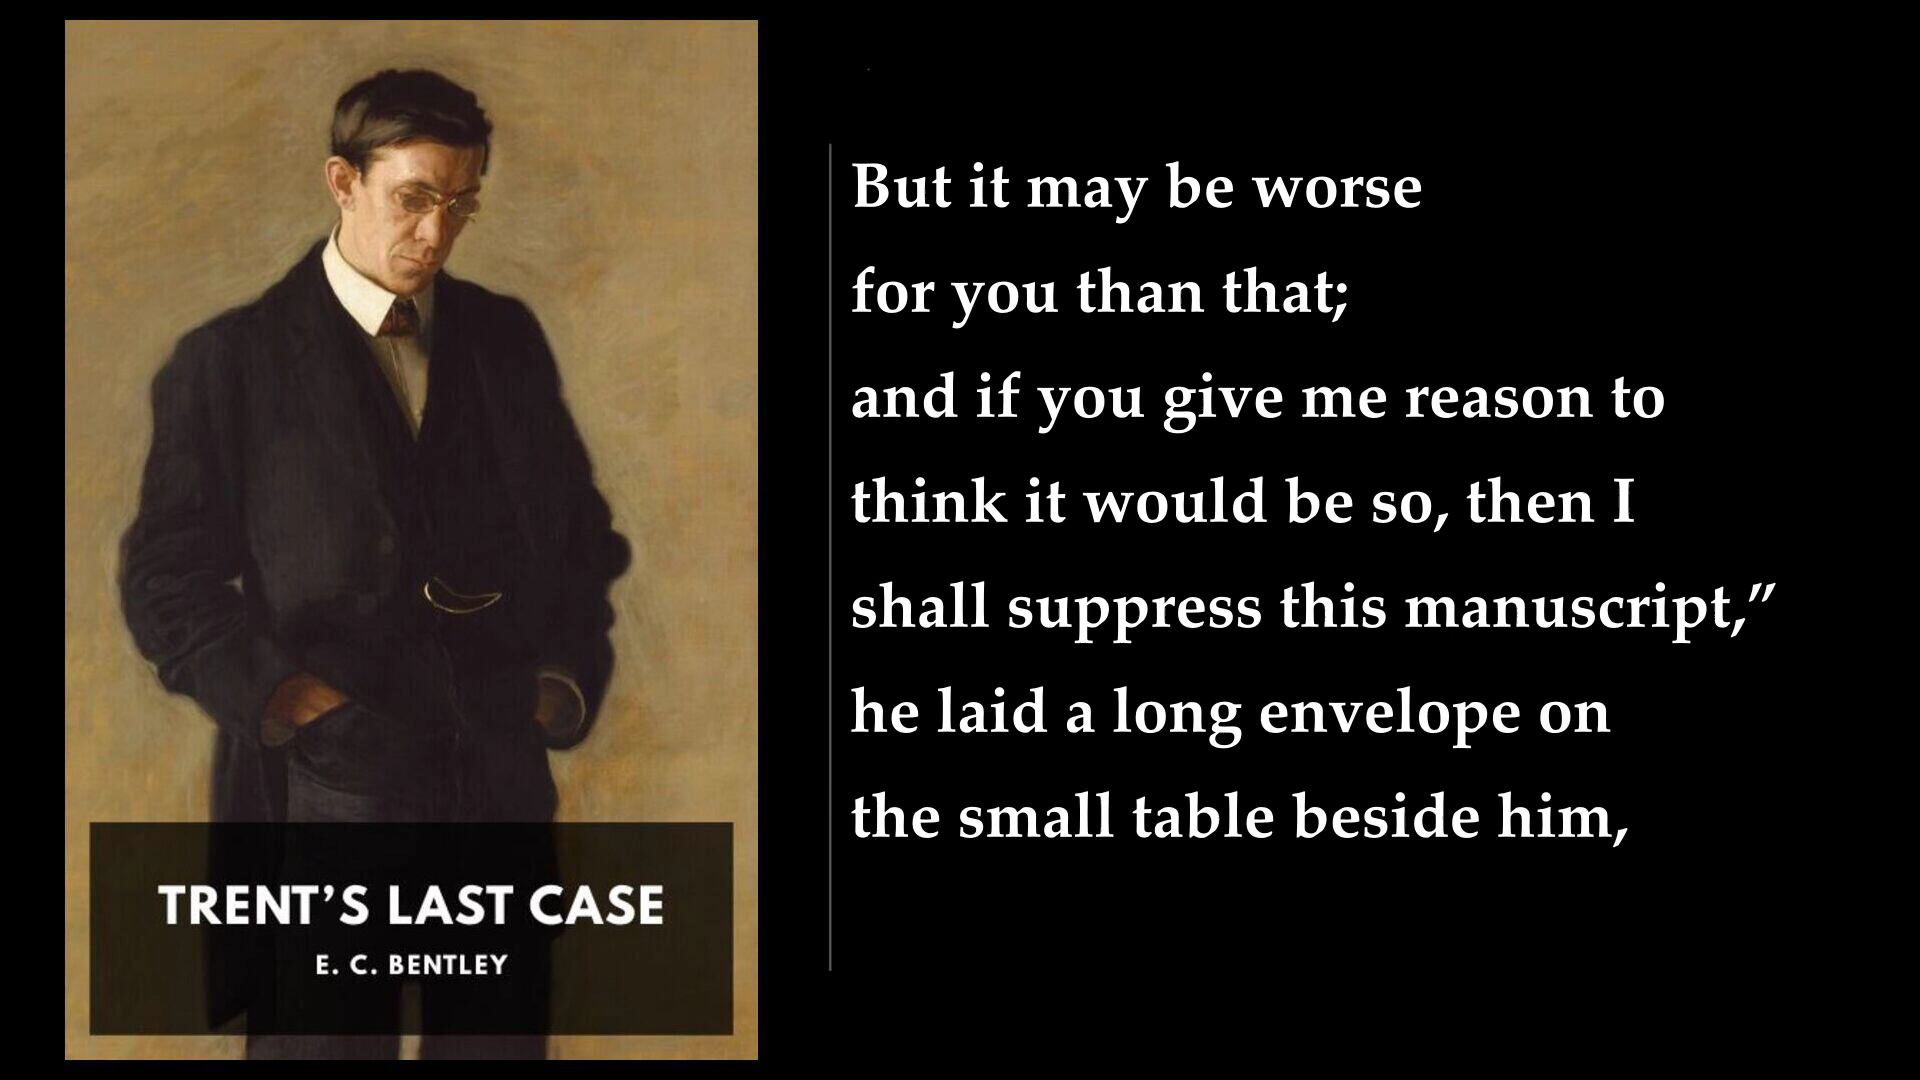 TRENT’S LAST CASE
E. C. BENTLEY
But it may be worse
for you than that;
and if you give me reason to
think it would be so, then I
shall suppress this manuscript,”
he laid a long envelope on
the small table beside him,